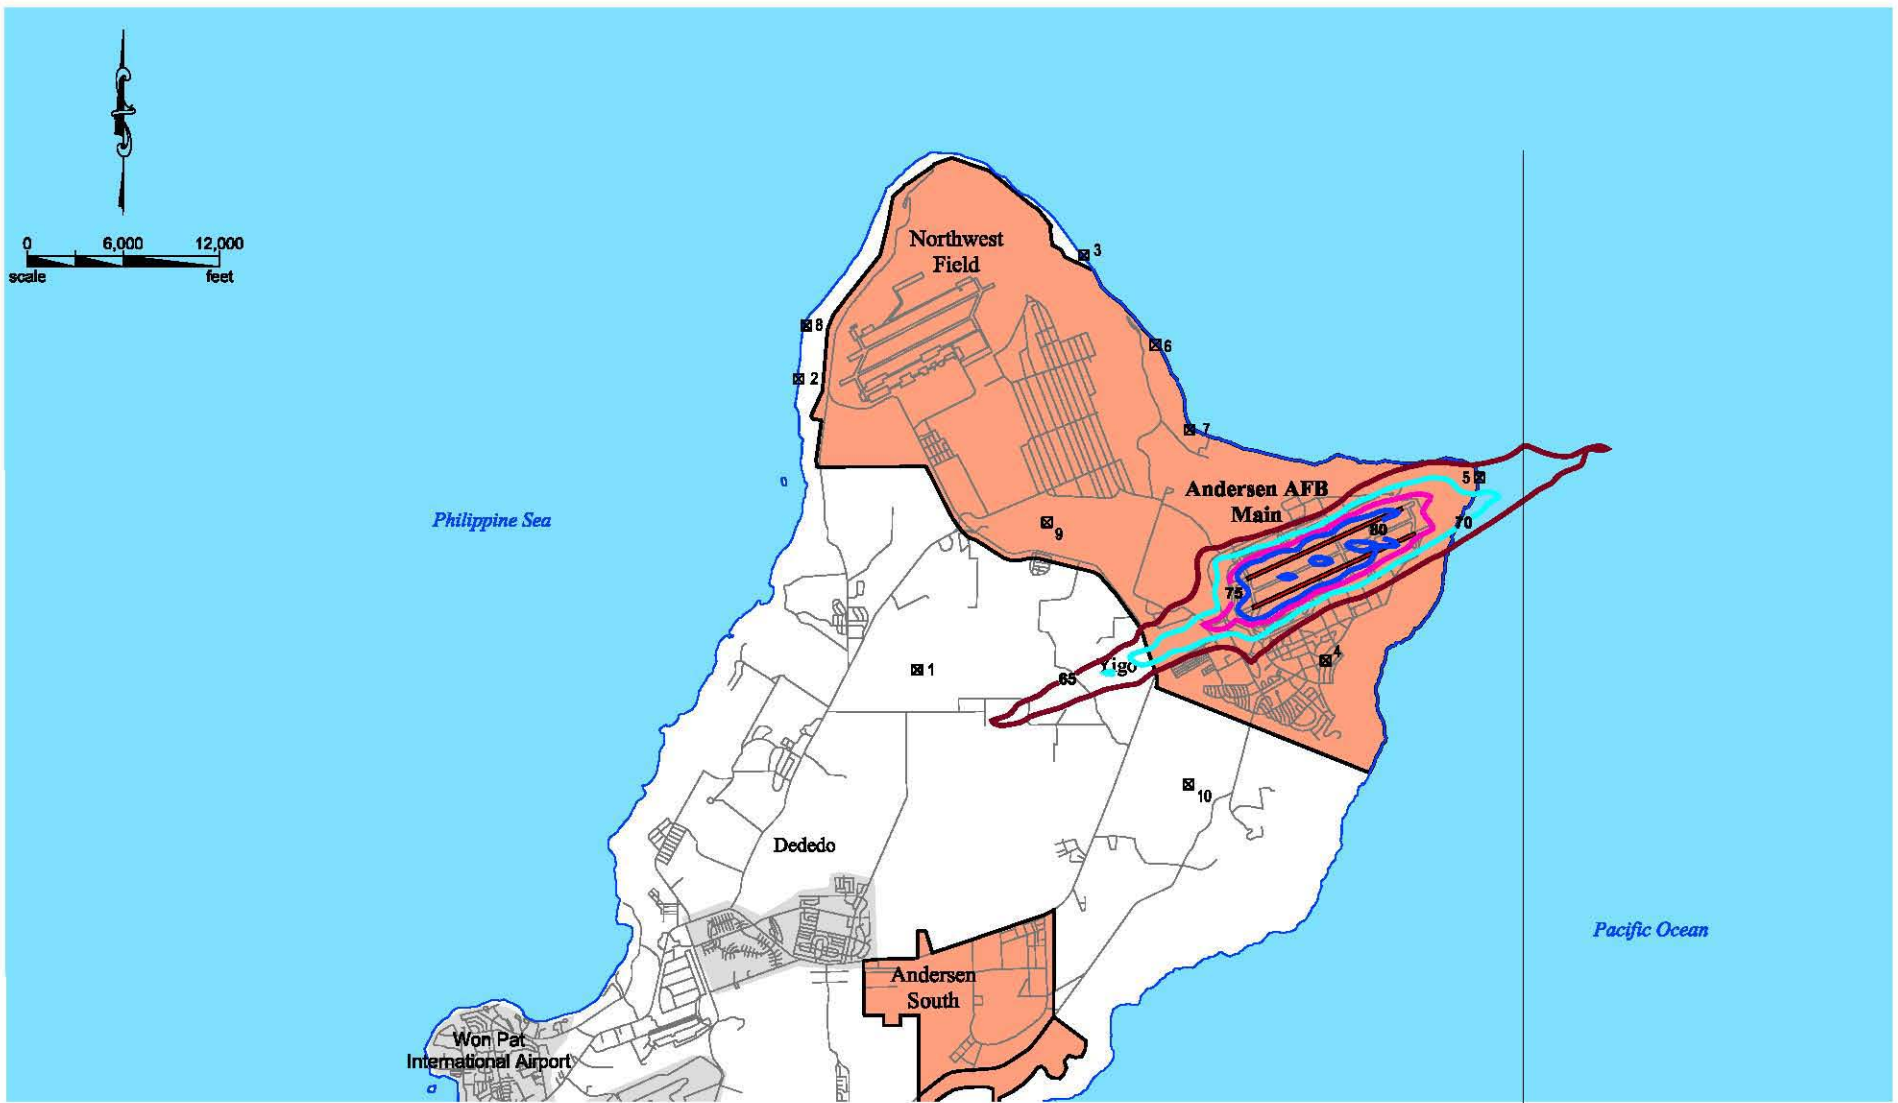 0 6,000 12,000
scale feet
Northwest
Field
3
8
6
2
7
5
Andersen AFB
Main
Philippine Sea
9
80
70
75
4
1
Yigo
65
10
Dededo
Pacific Ocean
Andersen
South
Won Pat
International Airport